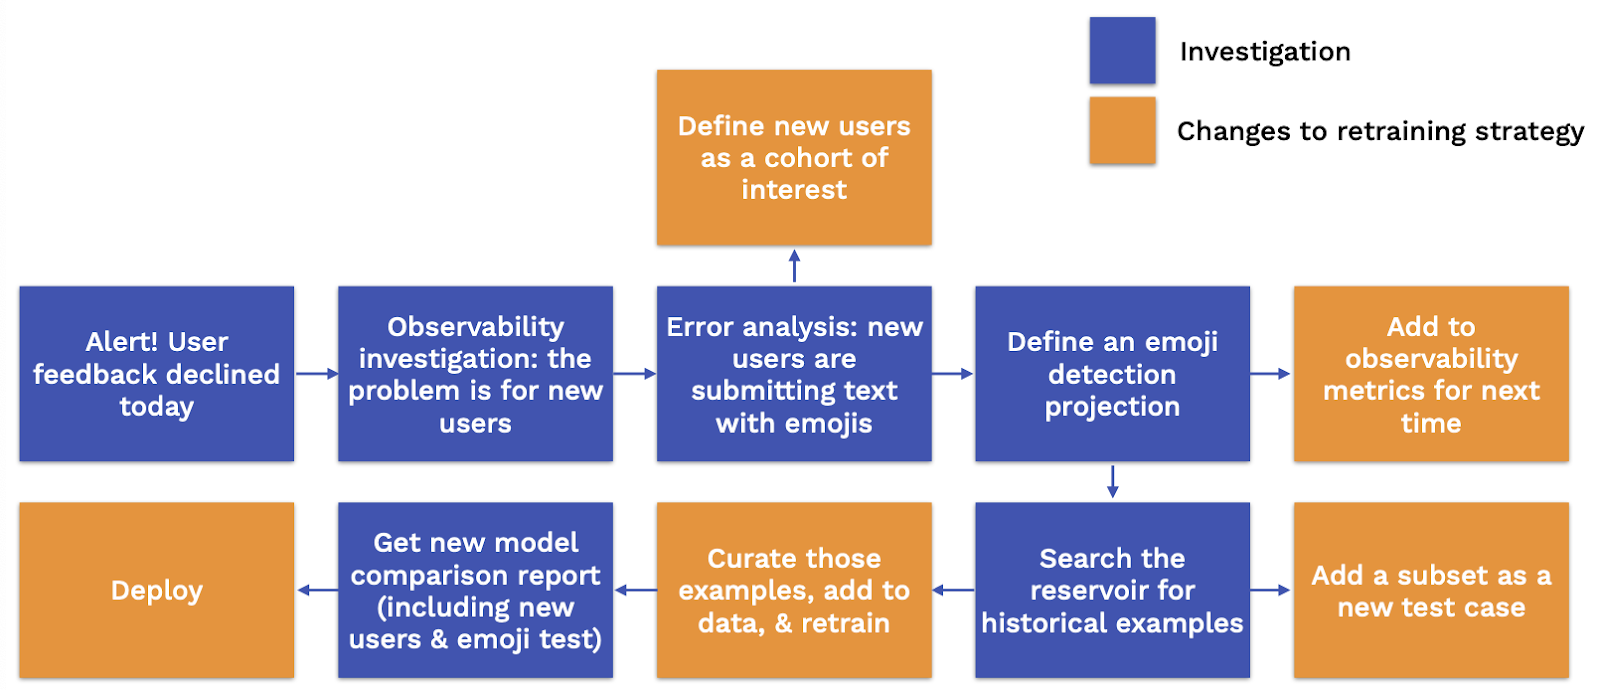 Investigation
Changes to retraining strategy
Define new users
as a cohort of
interest
Alert! User
feedback declined
today
Observability
investigation: the
problem is for new
users
Error analysis: new
users are
submitting text
with emojis
Define an emoji
detection
projection
Add to
observability
metrics for next
time
Deploy
Get new model
comparison report
(including new
users & emoji test)
Curate those
examples, add to
data, & retrain
Search the
reservoir for
historical examples
Add a subset as a
new test case